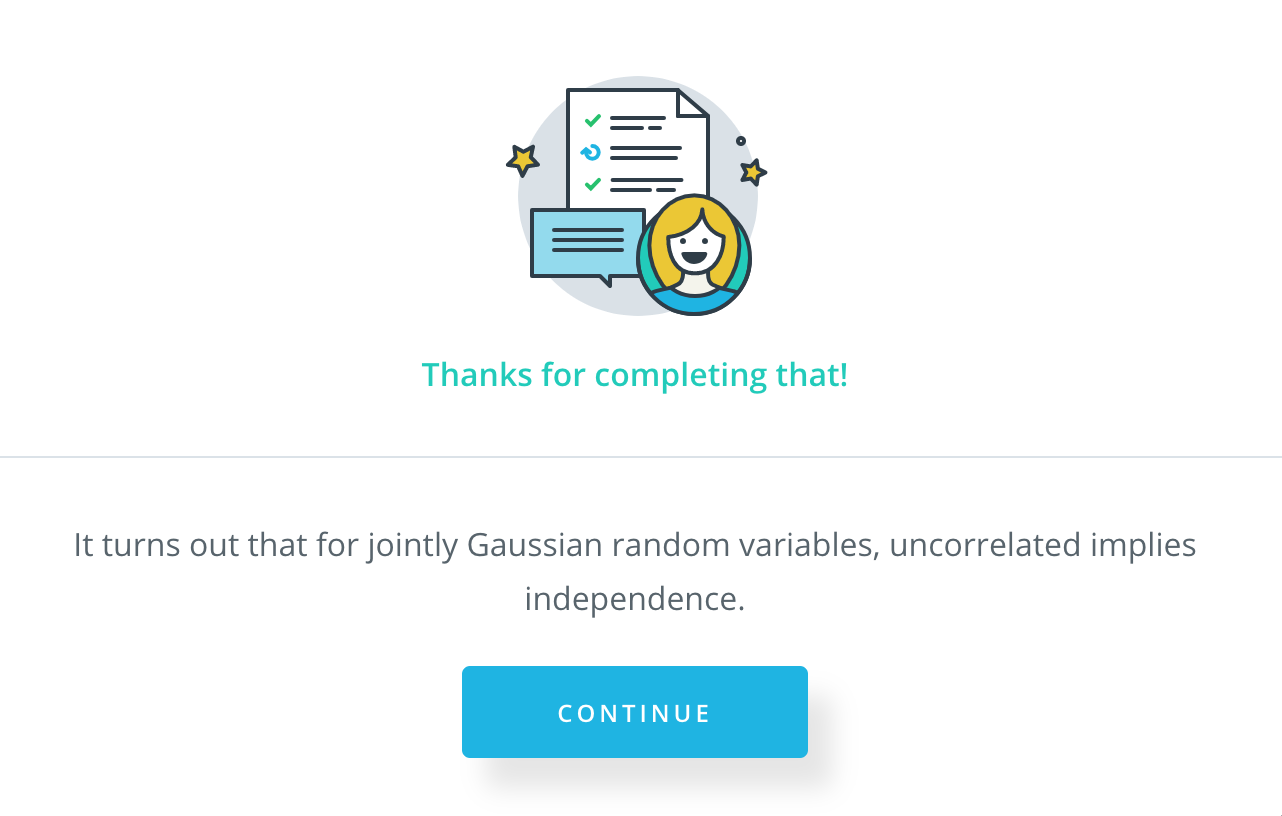 Thanks for completing that!
It turns out that for jointly Gaussian random variables, uncorrelated implies
independence.
CONTINUE